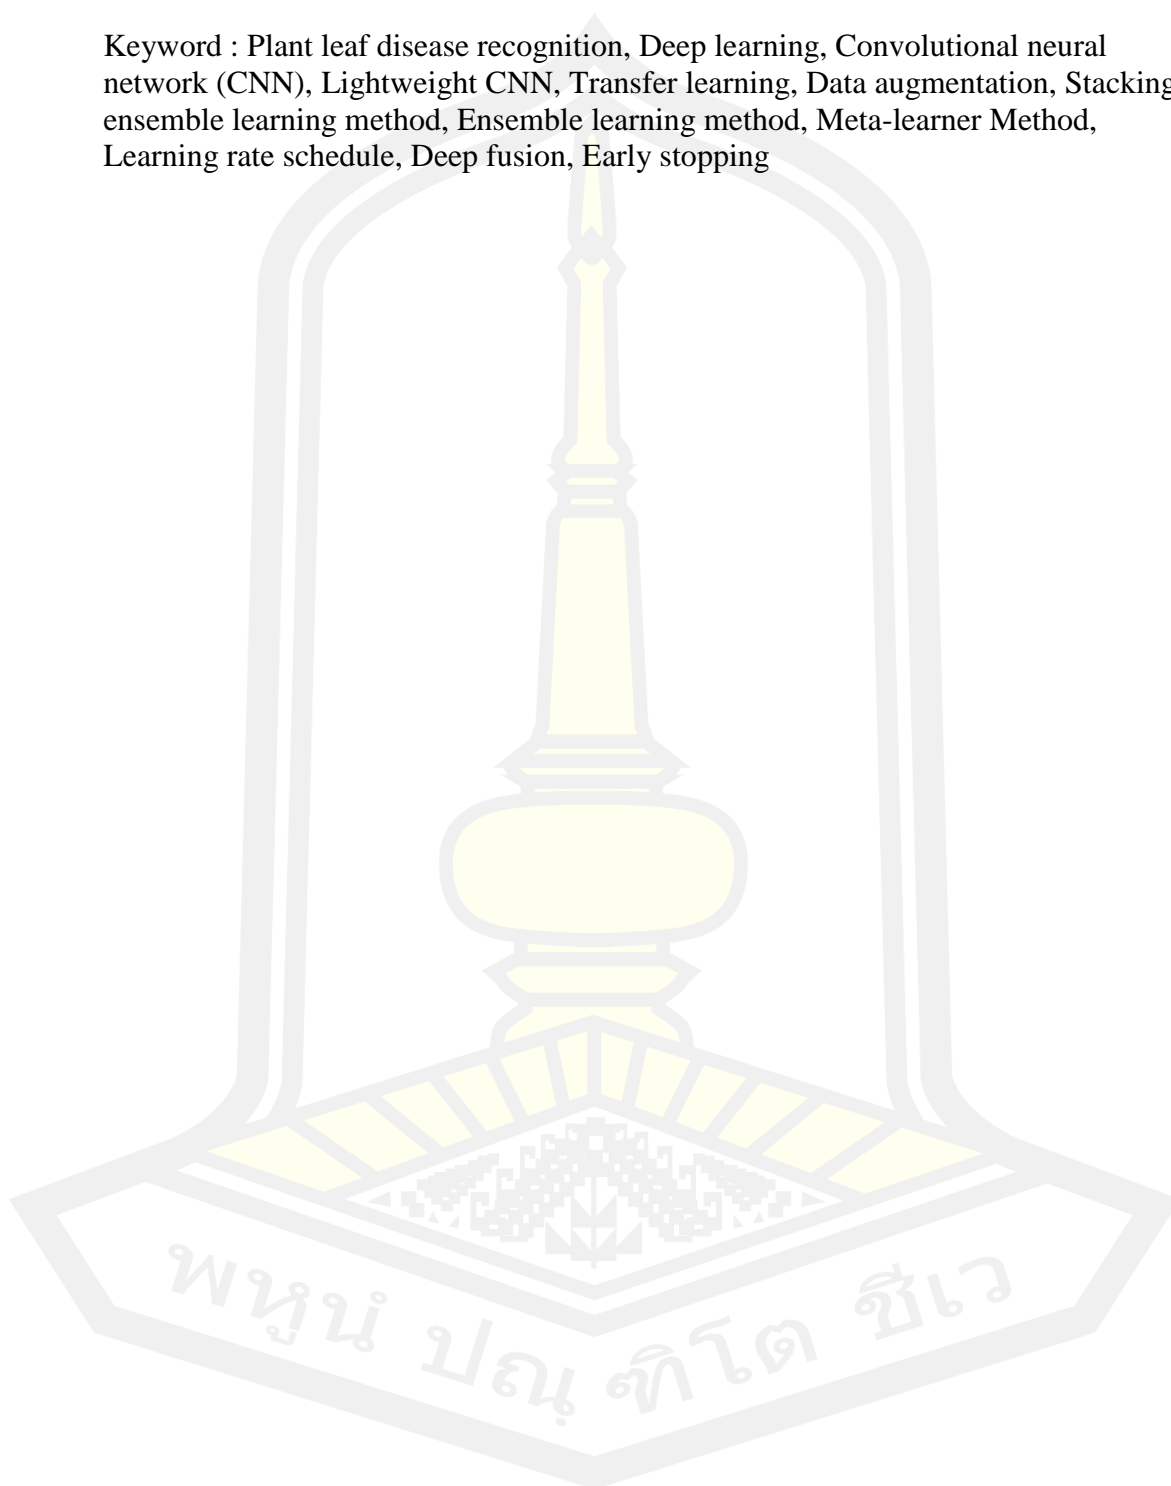 Keyword : Plant leaf disease recognition, Deep learning, Convolutional neural
network (CNN), Lightweight CNN, Transfer learning, Data augmentation, Stacking
ensemble learning method, Ensemble learning method, Meta-learner Method,
Learning rate schedule, Deep fusion, Early stopping
พหูนํ ปณฺฑิโต ชีเว